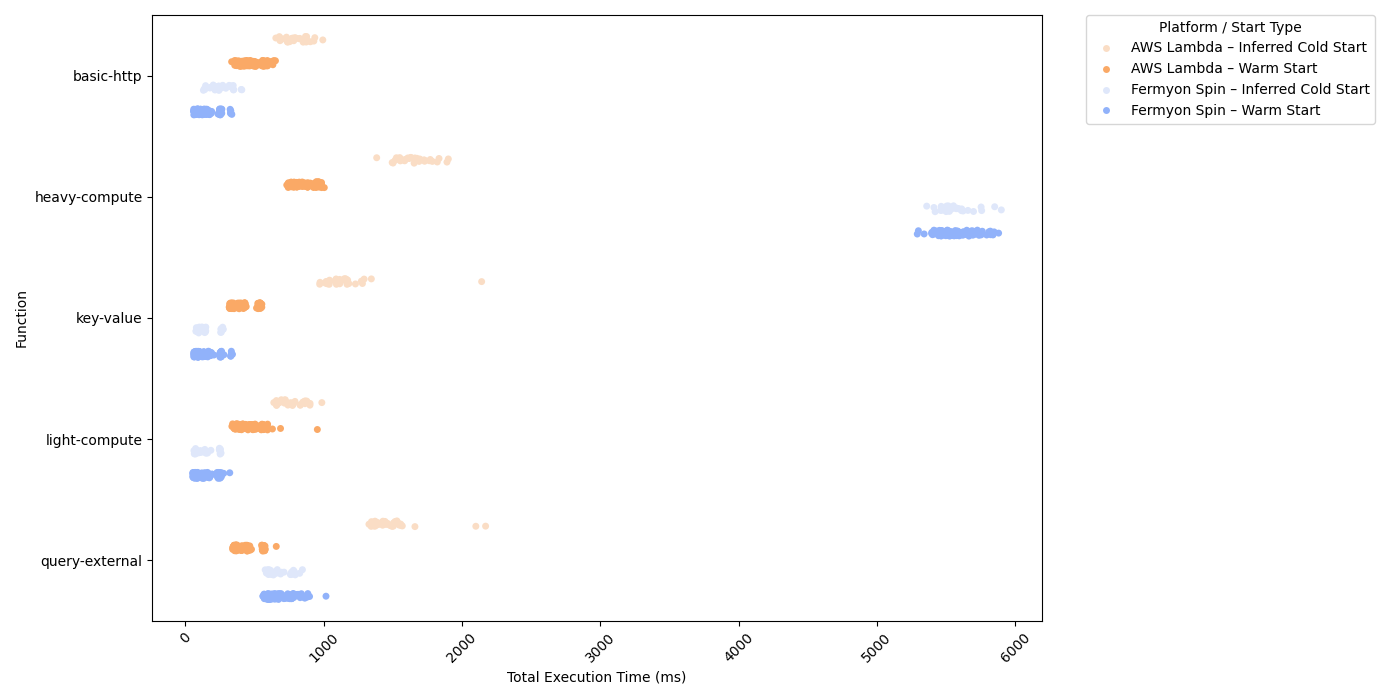 Platform / Start Type
AWS Lambda – Inferred Cold Start
AWS Lambda – Warm Start
Fermyon Spin – Inferred Cold Start
Fermyon Spin – Warm Start
basic-http
heavy-compute
key-value
light-compute
query-external
Function
0
1000
2000
3000
4000
5000
6000
Total Execution Time (ms)